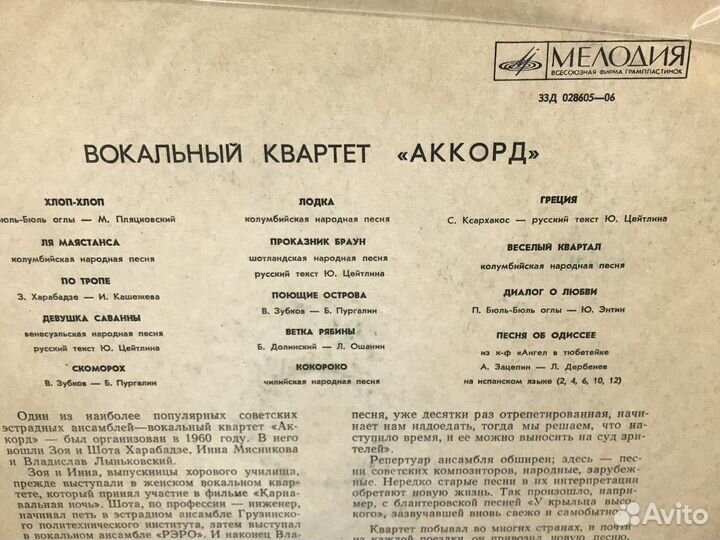 МЕЛОДИЯ
ВСЕСОЮЗНАЯ ФИРМА ГРАМПЛАСТИНОК
33Д 028605—06
ВОКАЛЬНЫЙ КВАРТЕТ «АККОРД»
ХЛОП-ХЛОП
Бюль-Бюль оглы — М. Пляцковский
ЛЯ МАЯСТАНСА
колумбийская народная песня
ПО ТРОПЕ
З. Харабадзе — И. Кашежева
ДЕВУШКА САВАННЫ
венесуэльская народная песня
русский текст Ю. Цейтлина
СКОМОРОХ
В. Зубков — Б. Пургалин
ЛОДКА
колумбийская народная песня
ПРОКАЗНИК БРАУН
шотландская народная песня
русский текст Ю. Цейтлина
ПОЮЩИЕ ОСТРОВА
В. Зубков — Б. Пургалин
ВЕТКА РЯБИНЫ
Б. Долинский — Л. Ошанин
КОКОРОКО
чилийская народная песня
ГРЕЦИЯ
С. Ксархакос — русский текст Ю. Цейтлина
ВЕСЕЛЫЙ КВАРТАЛ
колумбийская народная песня
ДИАЛОГ О ЛЮБВИ
П. Бюль-Бюль оглы — Ю. Энтин
ПЕСНЯ ОБ ОДИССЕЕ
из к-ф «Ангел в тюбетейке
А. Зацепин — Л. Дербенев
на испанском языке (2, 4, 6, 10, 12)
Один из наиболее популярных советских
эстрадных ансамблей—вокальный квартет «Ак-
корд» — был организован в 1960 году. В него
вошли Зоя и Шота Харабадзе, Инна Мясникова
и Владислав Лыньковский.
Зоя и Инна, выпускницы хорового училища,
прежде выступали в женском вокальном квар-
тете, который принял участие в фильме «Карна-
вальная ночь». Шота, по профессии — инженер,
начинал петь в эстрадном ансамбле Грузинско-
го политехнического института, затем выступал
в вокальном ансамбле «РЭРО». И наконец Вла-
песня, уже десятки раз отрепетированная, начи-
нает нам надоедать, тогда мы решаем, что на-
ступило время, и ее можно выносить на суд зри-
телей».
Репертуар ансамбля обширен; здесь — пес-
ни советских композиторов, народные, зарубеж-
ные. Нередко старые песни в их интерпретации
обретают новую жизнь. Так произошло, напри-
мер, с блантеровской песней «У крыльца высо-
кого», зазвучавшей вновь свежо и самобытно.
Квартет побывал во многих странах, и почти
из каждой поездки он привозил новую песню.
Avito